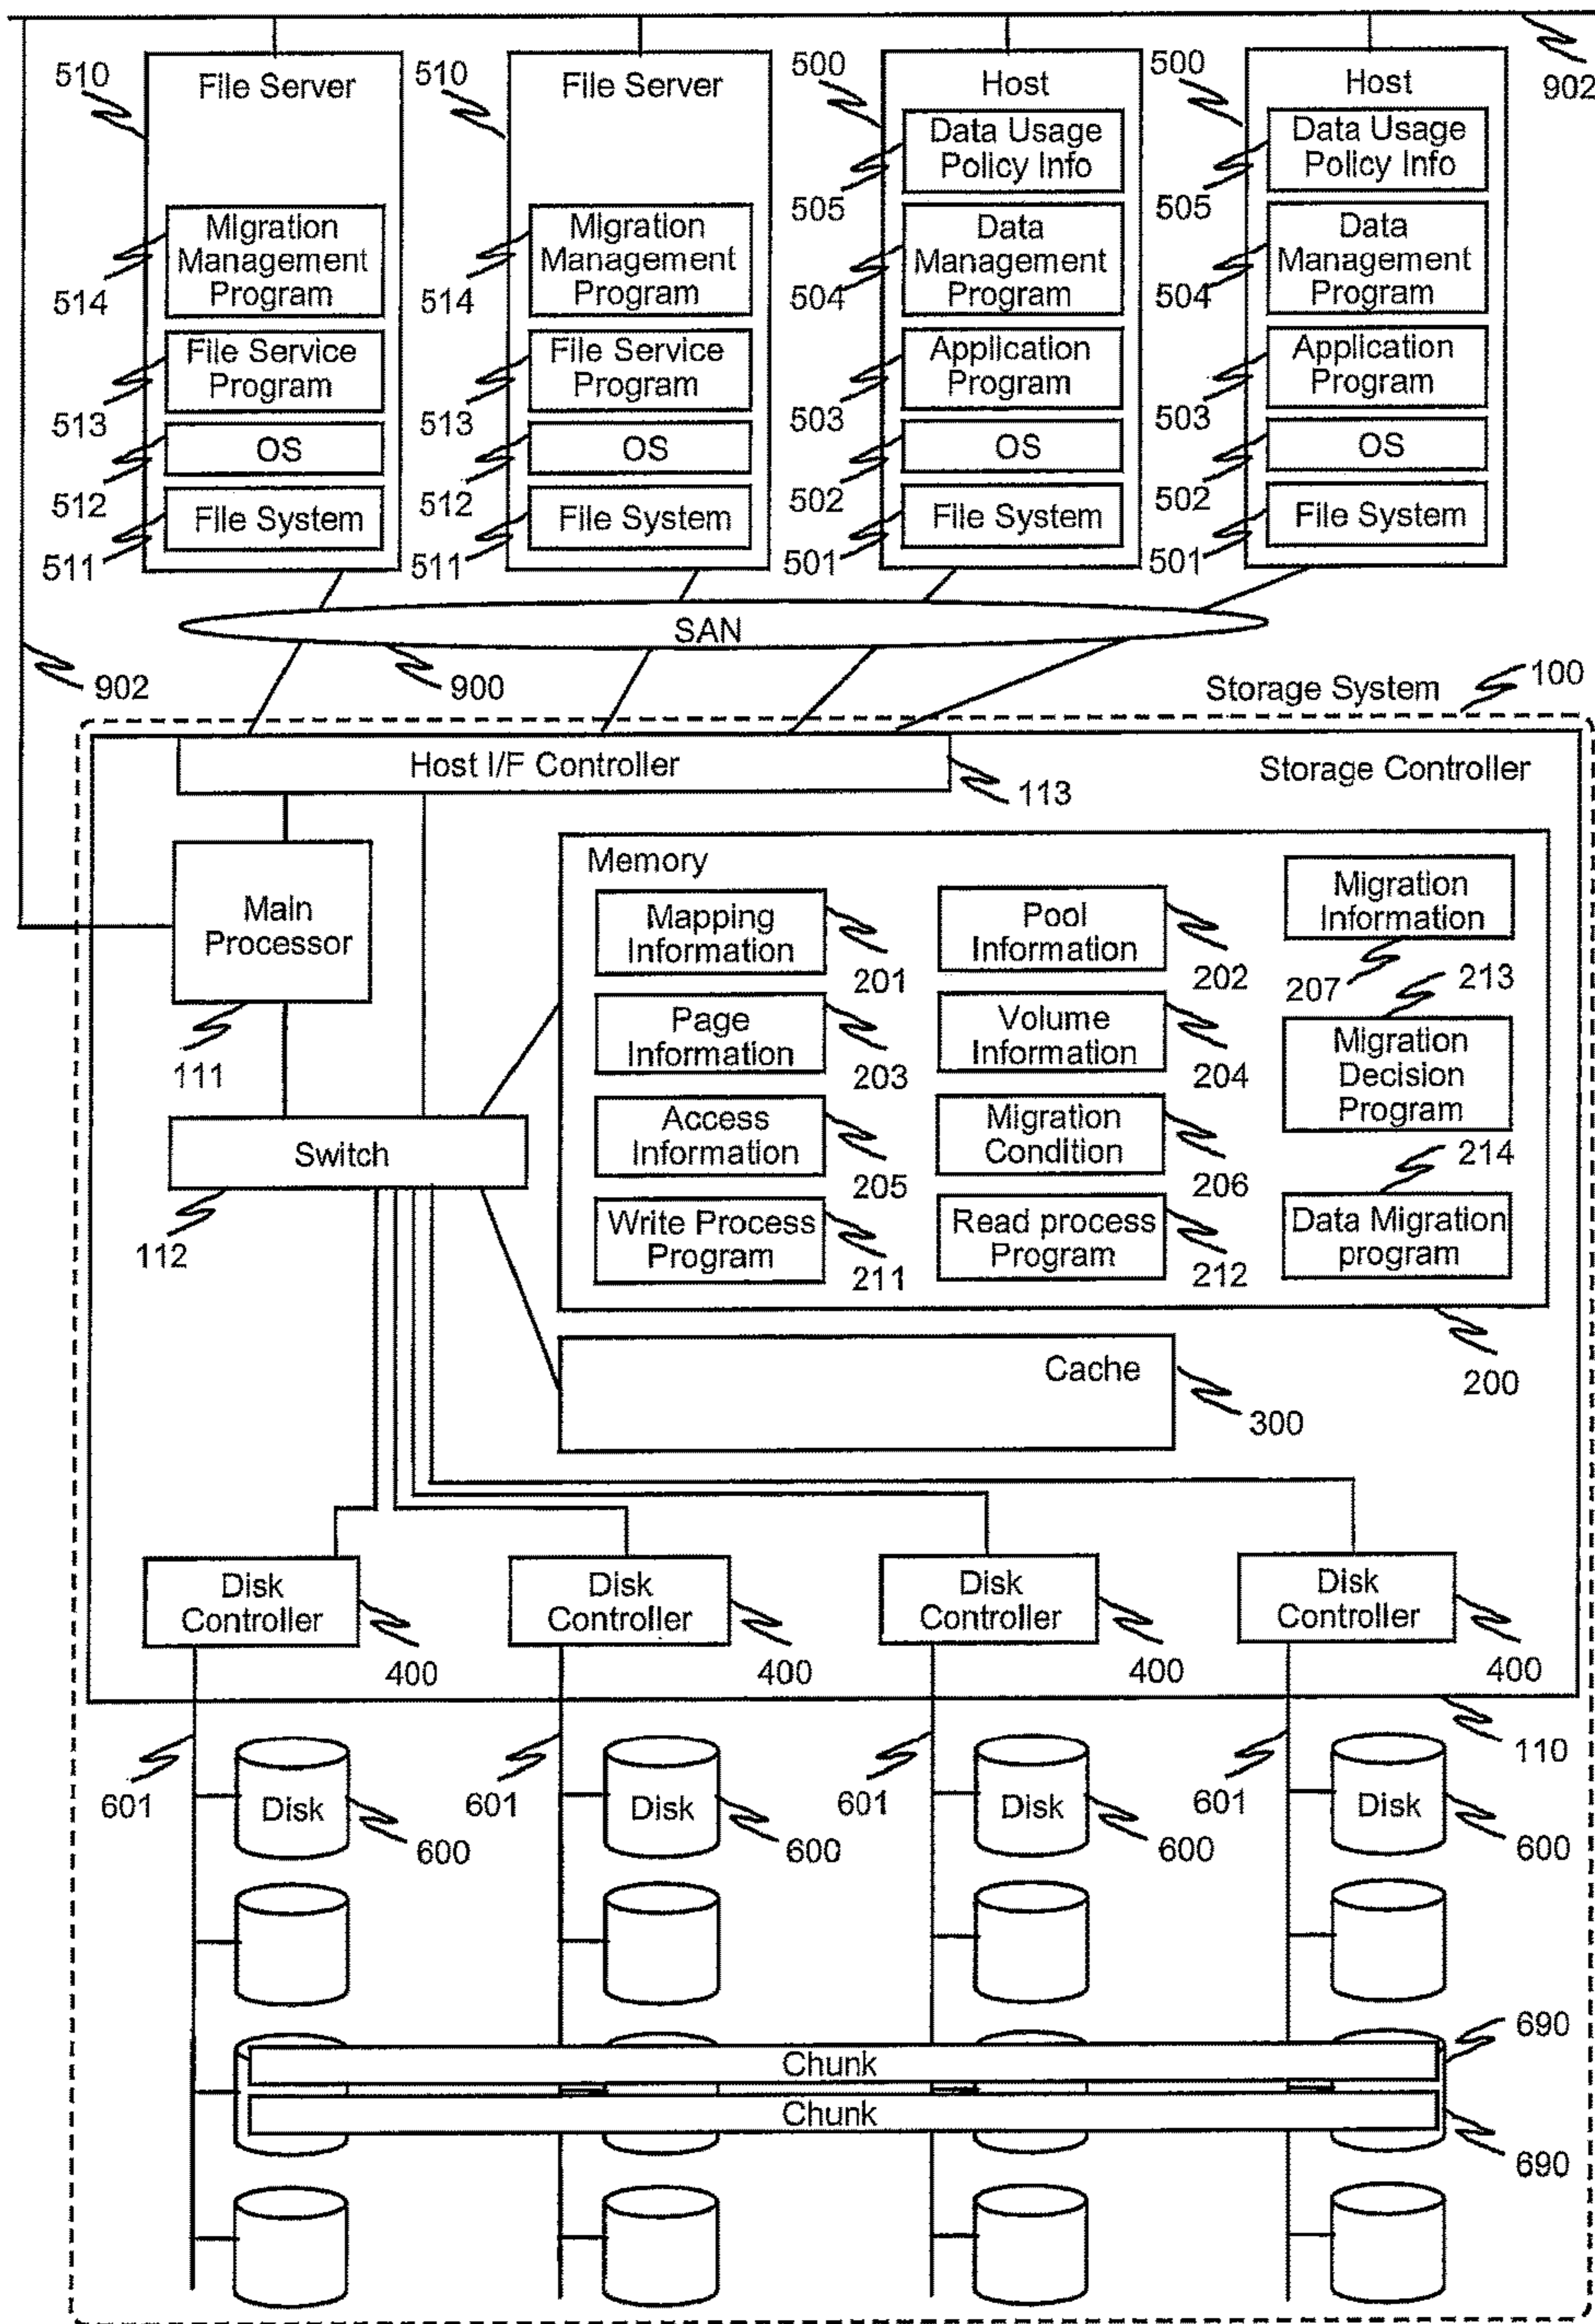 902
510
File Server
Migration
Management
Program
514
File Service
Program
513
OS
512
File System
511
510
File Server
Migration
Management
Program
514
File Service
Program
513
OS
512
File System
511
500
Host
Data Usage
Policy Info
505
Data
Management
Program
504
Application
Program
503
OS
502
File System
501
500
Host
Data Usage
Policy Info
505
Data
Management
Program
504
Application
Program
503
OS
502
File System
501
SAN
902
900
Storage System
100
Host I/F Controller
113
Storage Controller
Main
Processor
111
Switch
112
Memory
Mapping
Information
201
Pool
Information
202
Migration
Information
207
213
Page
Information
203
Volume
Information
204
Migration
Decision
Program
Access
Information
205
Migration
Condition
206
214
Write Process
Program
211
Read process
Program
212
Data Migration
program
200
Cache
300
Disk
Controller
400
Disk
Controller
400
Disk
Controller
400
Disk
Controller
400
110
601
Disk
600
601
Disk
600
601
Disk
600
601
Disk
600
Chunk
690
Chunk
690